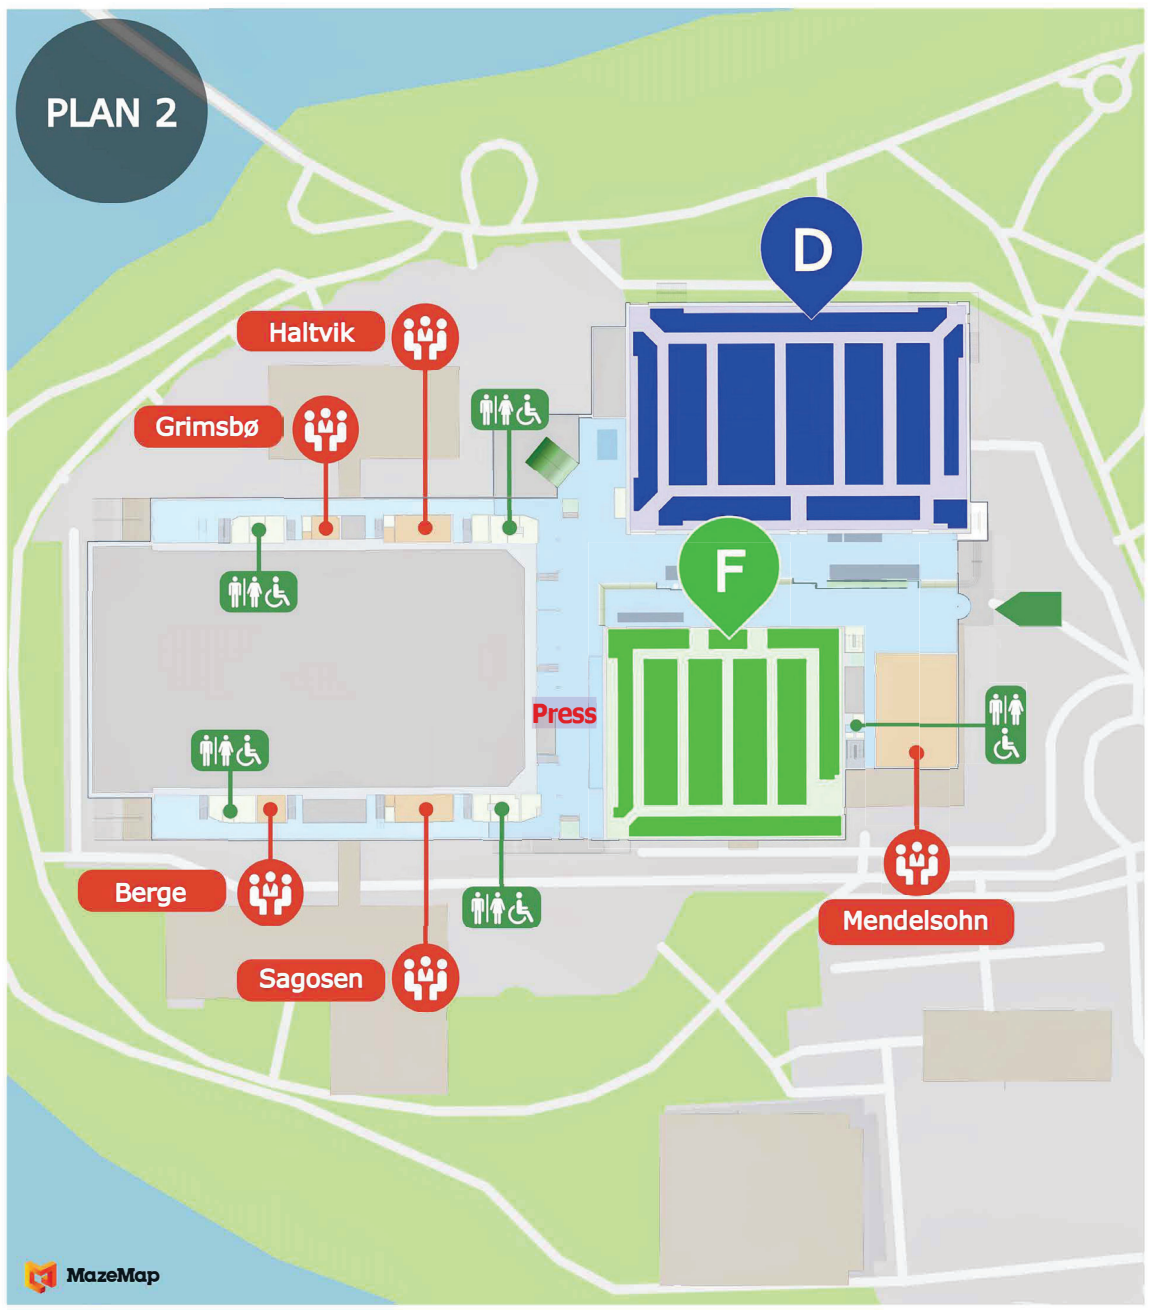 PLAN 2
D
Haltvik
Grimsbø
F
Press
Berge
Mendelsohn
Sagosen
MazeMap